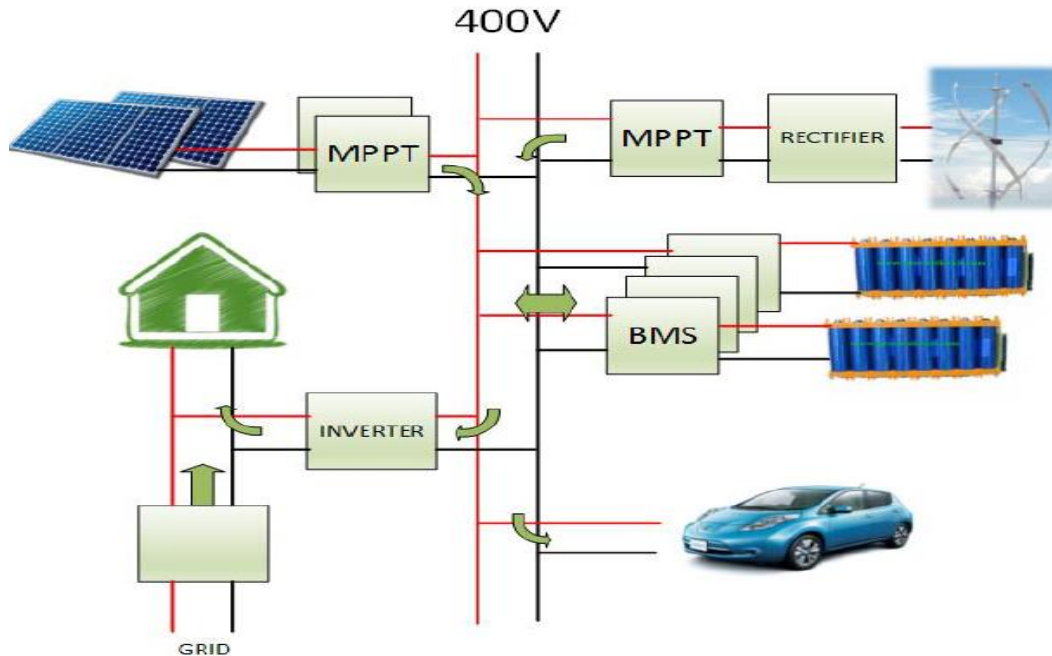 400V
MPPT
MPPT
RECTIFIER
BMS
INVERTER
GRID